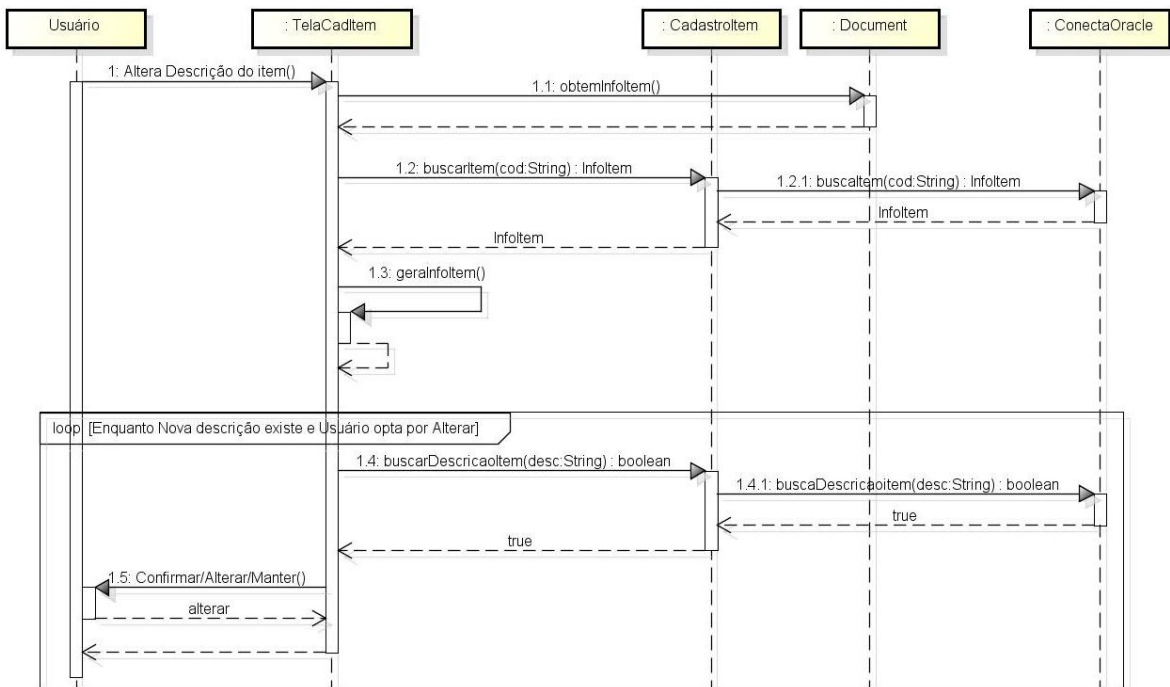 Usuário
: TelaCadItem
: CadastroItem
: Document
: ConectaOracle
1: Altera Descrição do item()
1.1: obtemInfoItem()
1.2: buscarItem(cod:String) : InfoItem
1.2.1: buscaItem(cod:String) : InfoItem
InfoItem
InfoItem
1.3: geraInfoItem()
loop [Enquanto Nova descrição existe e Usuário opta por Alterar]
1.4: buscarDescricaoItem(desc:String) : boolean
1.4.1: buscaDescricaoitem(desc:String) : boolean
true
true
1.5: Confirmar/Alterar/Manter()
alterar